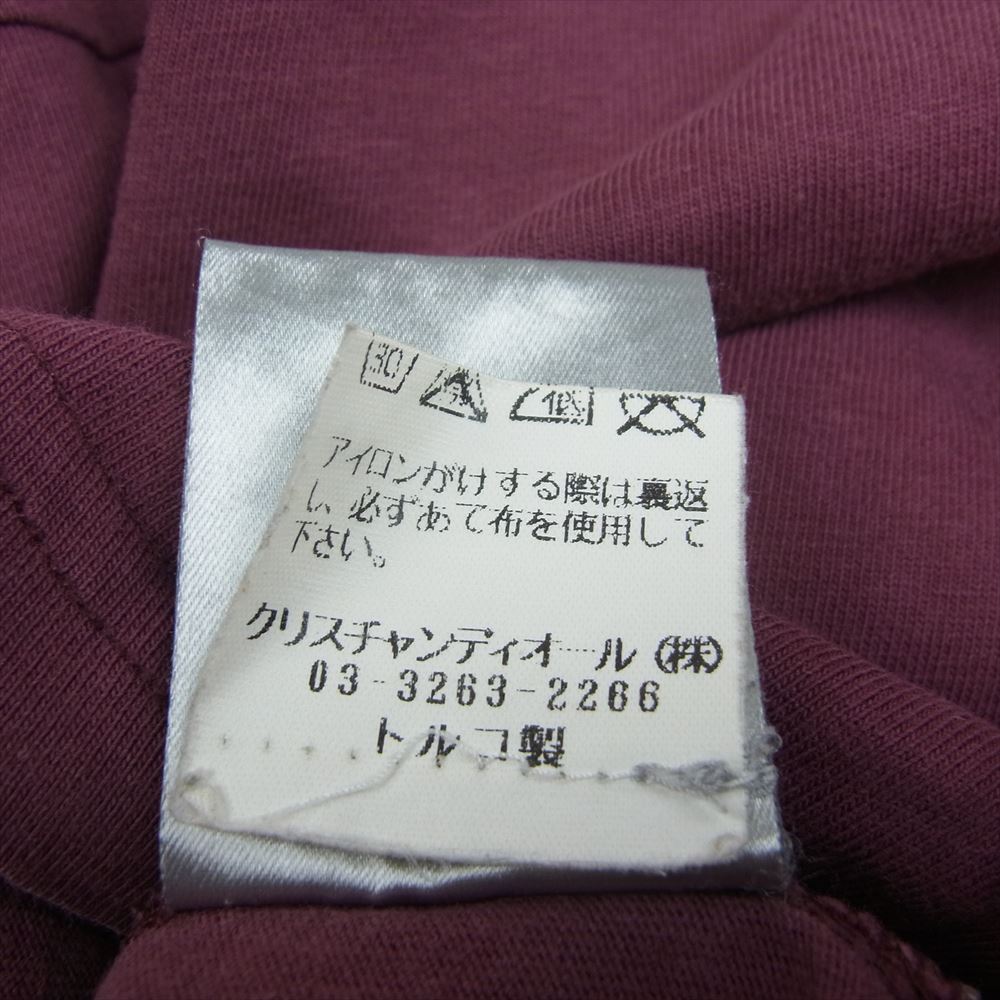 30 低
アイロンがけする際は裏返
し、必ずあて布を使用して
下さい。
クリスチャンディオール(株)
03-3263-2266
トルコ製